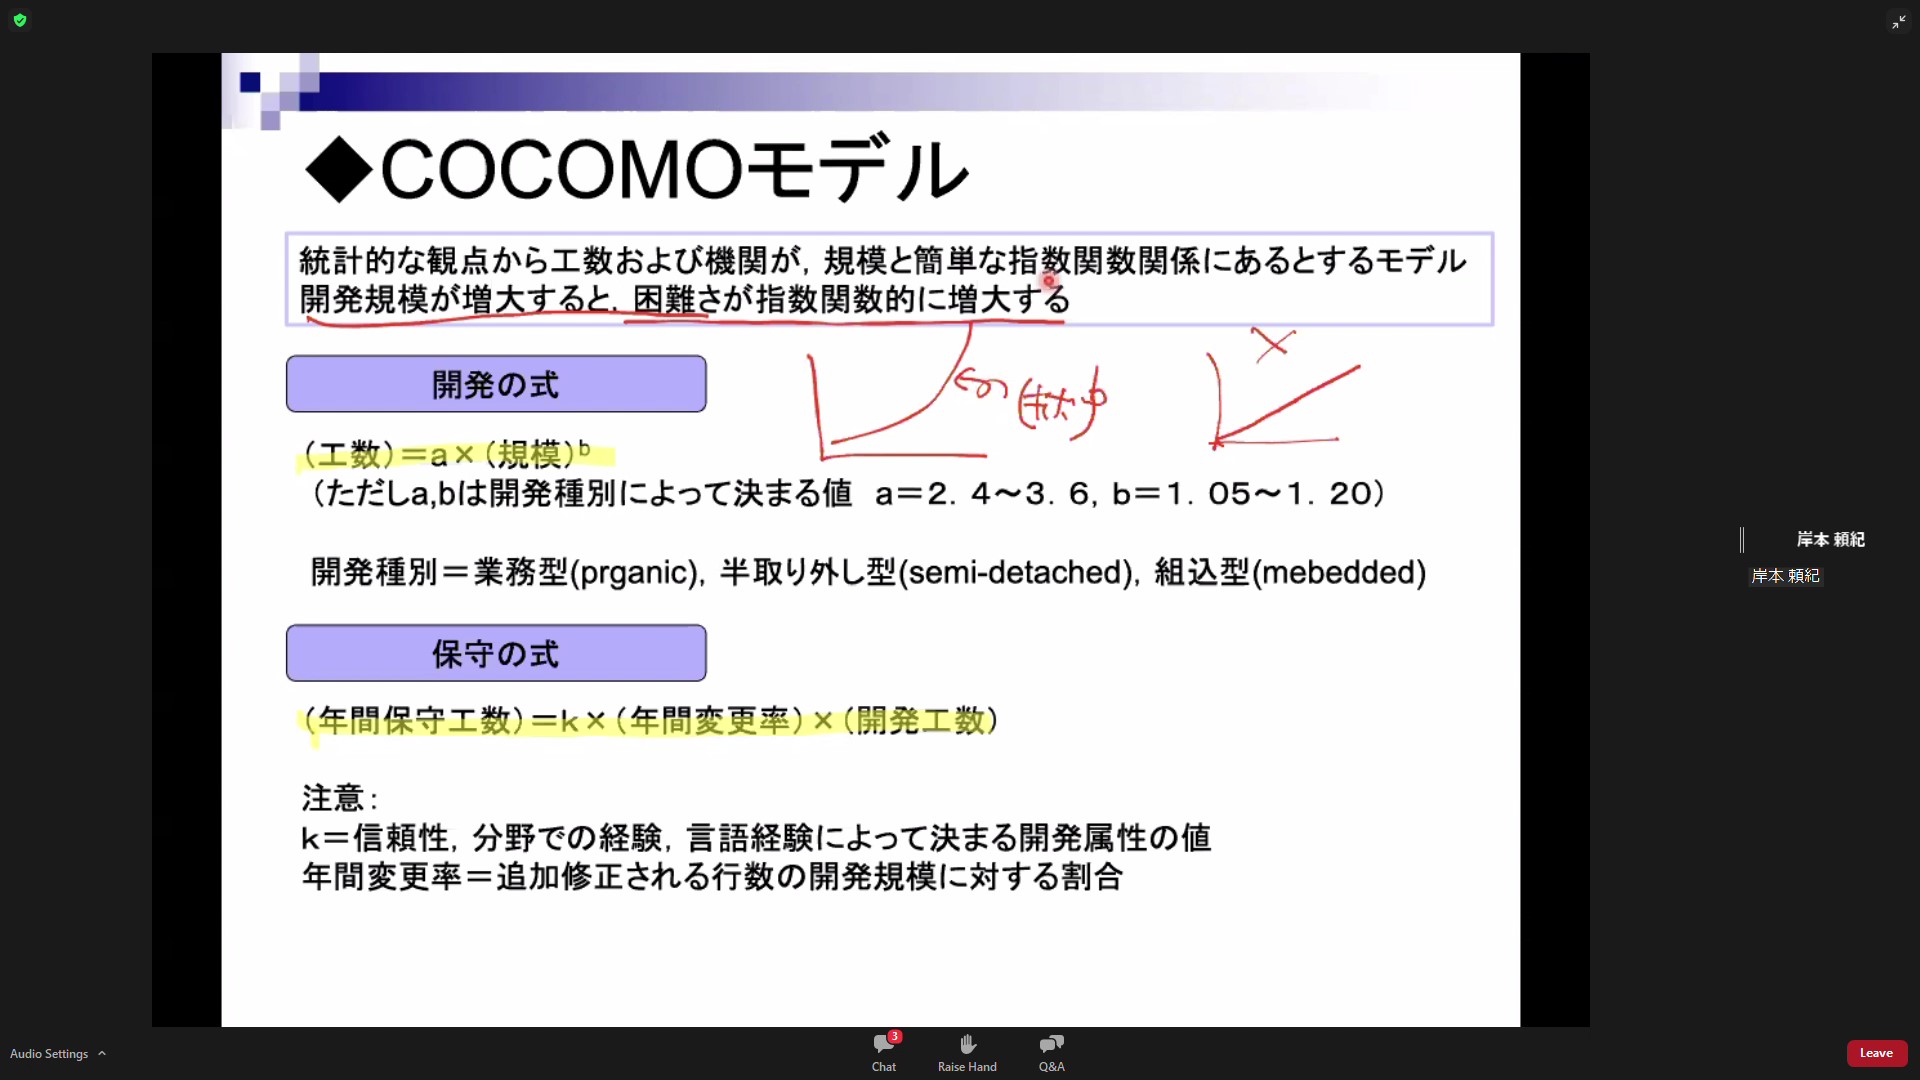 ◆COCOMOモデル
統計的な観点から工数および機関が，規模と簡単な指数関数関係にあるとするモデル
開発規模が増大すると，困難さが指数関数的に増大する
開発の式
（工数）＝a×（規模）b
（ただしa,bは開発種別によって決まる値　a＝2．4～3．6，b＝1．05～1．20）
開発種別＝業務型(prganic)，半取り外し型(semi-detached)，組込型(mebedded)
保守の式
（年間保守工数）＝k×（年間変更率）×（開発工数）
注意：
k＝信頼性，分野での経験，言語経験によって決まる開発属性の値
年間変更率＝追加修正される行数の開発規模に対する割合
岸本 頼紀
岸本 頼紀
Audio Settings
3
Chat
Raise Hand
Q&A
Leave